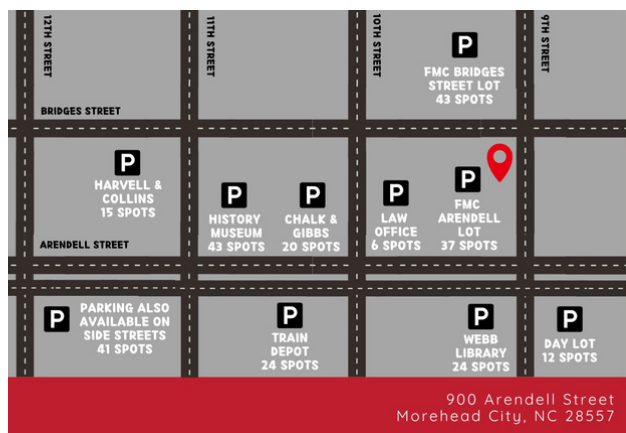 12TH STREET
11TH STREET
10TH STREET
9TH STREET
P
FMC BRIDGES
STREET LOT
43 SPOTS
BRIDGES STREET
P
HARVELL &
COLLINS
15 SPOTS
P
HISTORY
MUSEUM
43 SPOTS
P
CHALK &
GIBBS
20 SPOTS
P
LAW
OFFICE
6 SPOTS
P
FMC
ARENDELL
LOT
37 SPOTS
ARENDELL STREET
P
PARKING ALSO
AVAILABLE ON
SIDE STREETS
41 SPOTS
P
TRAIN
DEPOT
24 SPOTS
P
WEBB
LIBRARY
24 SPOTS
P
DAY LOT
12 SPOTS
900 Arendell Street
Morehead City, NC 28557